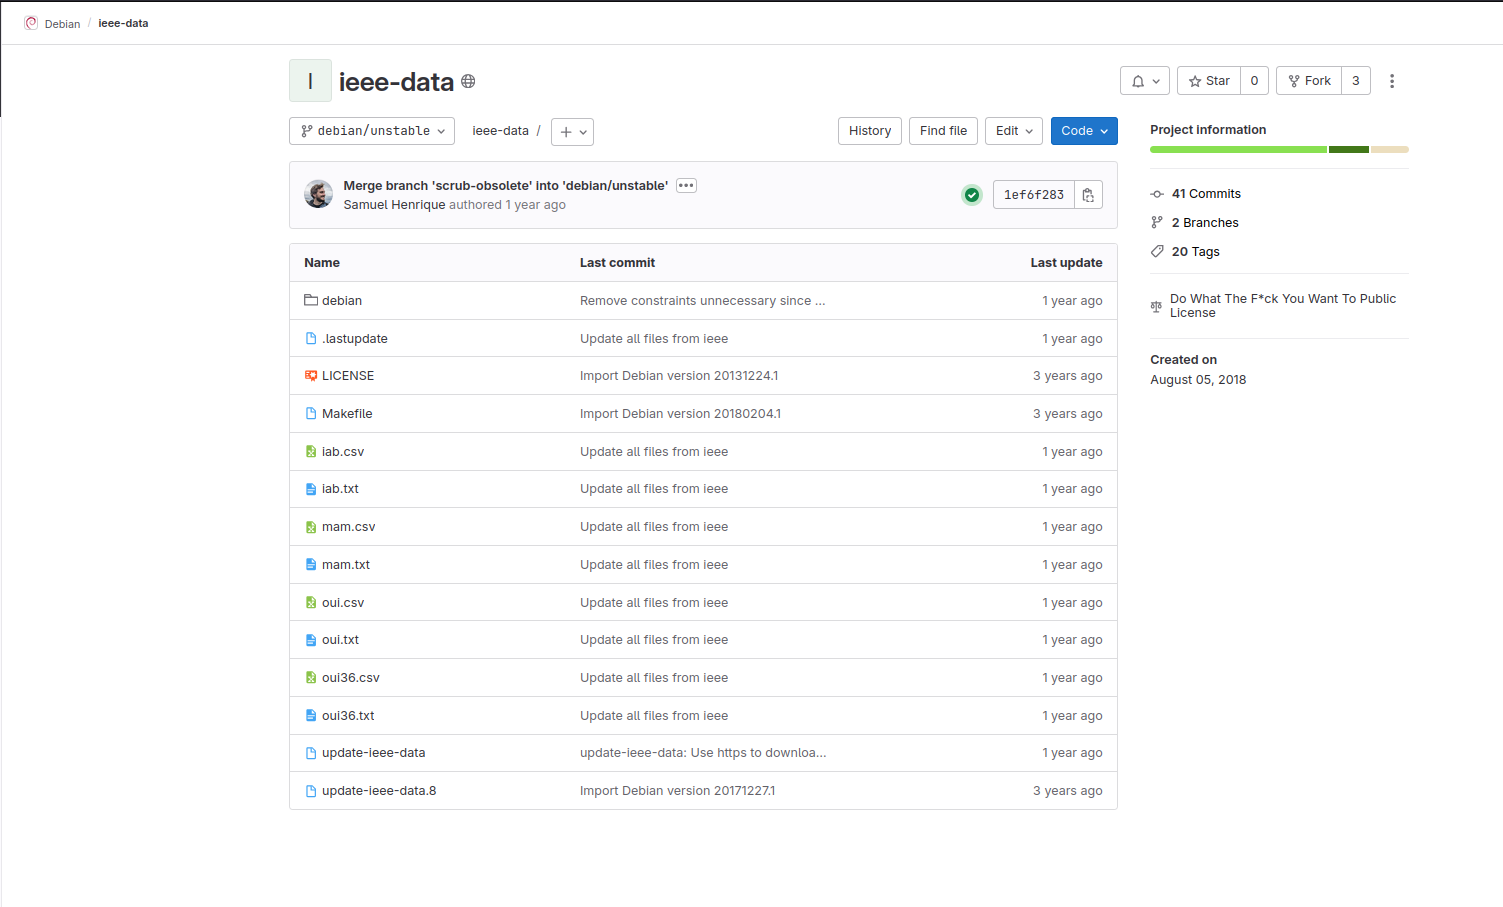 Debian / ieee-data
I ieee-data
Star 0
Fork 3
debian/unstable
ieee-data /
History
Find file
Edit
Code
Merge branch 'scrub-obsolete' into 'debian/unstable'
Samuel Henrique authored 1 year ago
1ef6f283
Name Last commit Last update
debian Remove constraints unnecessary since ... 1 year ago
.lastupdate Update all files from ieee 1 year ago
LICENSE Import Debian version 20131224.1 3 years ago
Makefile Import Debian version 20180204.1 3 years ago
iab.csv Update all files from ieee 1 year ago
iab.txt Update all files from ieee 1 year ago
mam.csv Update all files from ieee 1 year ago
mam.txt Update all files from ieee 1 year ago
oui.csv Update all files from ieee 1 year ago
oui.txt Update all files from ieee 1 year ago
oui36.csv Update all files from ieee 1 year ago
oui36.txt Update all files from ieee 1 year ago
update-ieee-data update-ieee-data: Use https to downloa... 1 year ago
update-ieee-data.8 Import Debian version 20171227.1 3 years ago
Project information
41 Commits
2 Branches
20 Tags
Do What The F*ck You Want To Public
License
Created on
August 05, 2018